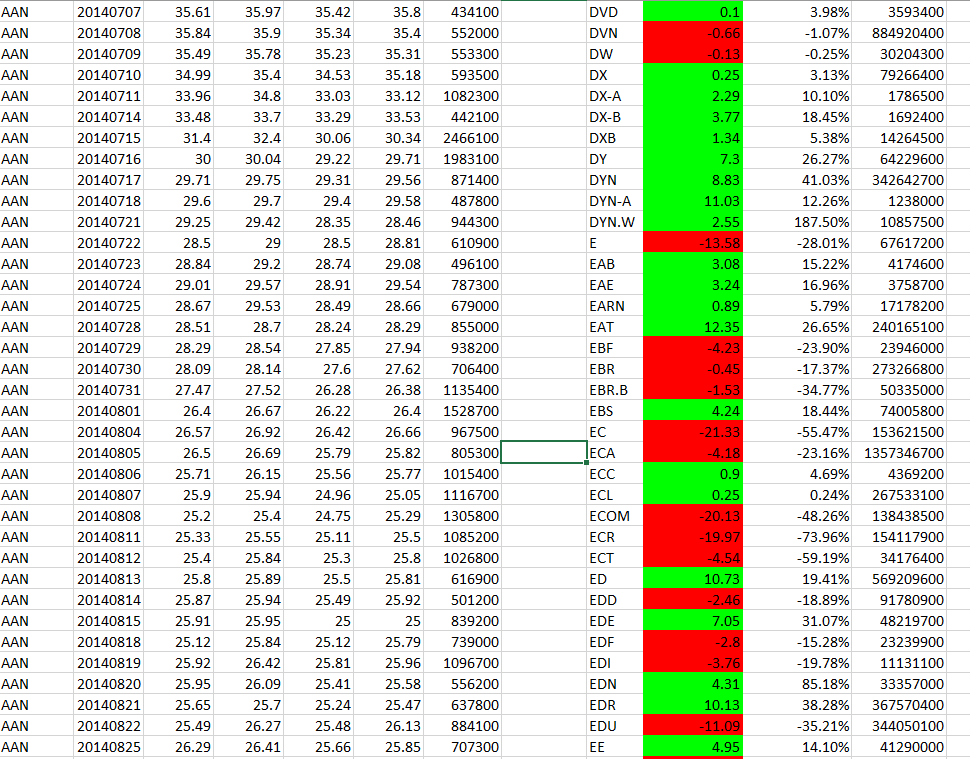 AAN 20140707 35.61 35.97 35.42 35.8 434100 DVD 0.1 3.98% 3593400
AAN 20140708 35.84 35.9 35.34 35.4 552000 DVN -0.66 -1.07% 884920400
AAN 20140709 35.49 35.78 35.23 35.31 553300 DW -0.13 -0.25% 30204300
AAN 20140710 34.99 35.4 34.53 35.18 593500 DX 0.25 3.13% 79266400
AAN 20140711 33.96 34.8 33.03 33.12 1082300 DX-A 2.29 10.10% 1786500
AAN 20140714 33.48 33.7 33.29 33.53 442100 DX-B 3.77 18.45% 1692400
AAN 20140715 31.4 32.4 30.06 30.34 2466100 DXB 1.34 5.38% 14264500
AAN 20140716 30 30.04 29.22 29.71 1983100 DY 7.3 26.27% 64229600
AAN 20140717 29.71 29.75 29.31 29.56 871400 DYN 8.83 41.03% 342642700
AAN 20140718 29.6 29.7 29.4 29.58 487800 DYN-A 11.03 12.26% 1238000
AAN 20140721 29.25 29.42 28.35 28.46 944300 DYN.W 2.55 187.50% 10857500
AAN 20140722 28.5 29 28.5 28.81 610900 E -13.58 -28.01% 67617200
AAN 20140723 28.84 29.2 28.74 29.08 496100 EAB 3.08 15.22% 4174600
AAN 20140724 29.01 29.57 28.91 29.54 787300 EAE 3.24 16.96% 3758700
AAN 20140725 28.67 29.53 28.49 28.66 679000 EARN 0.89 5.79% 17178200
AAN 20140728 28.51 28.7 28.24 28.29 855000 EAT 12.35 26.65% 240165100
AAN 20140729 28.29 28.54 27.85 27.94 938200 EBF -4.23 -23.90% 23946000
AAN 20140730 28.09 28.14 27.6 27.62 706400 EBR -0.45 -17.37% 273266800
AAN 20140731 27.47 27.52 26.28 26.38 1135400 EBR.B -1.53 -34.77% 50335000
AAN 20140801 26.4 26.67 26.22 26.4 1528700 EBS 4.24 18.44% 74005800
AAN 20140804 26.57 26.92 26.42 26.66 967500 EC -21.33 -55.47% 153621500
AAN 20140805 26.5 26.69 25.79 25.82 805300 ECA -4.18 -23.16% 1357346700
AAN 20140806 25.71 26.15 25.56 25.77 1015400 ECC 0.9 4.69% 4369200
AAN 20140807 25.9 25.94 24.96 25.05 1116700 ECL 0.25 0.24% 267533100
AAN 20140808 25.2 25.4 24.75 25.29 1305800 ECOM -20.13 -48.26% 138438500
AAN 20140811 25.33 25.55 25.11 25.5 1085200 ECR -19.97 -73.96% 154117900
AAN 20140812 25.4 25.84 25.3 25.8 1026800 ECT -4.54 -59.19% 34176400
AAN 20140813 25.8 25.89 25.5 25.81 616900 ED 10.73 19.41% 569209600
AAN 20140814 25.87 25.94 25.49 25.92 501200 EDD -2.46 -18.89% 91780900
AAN 20140815 25.91 25.95 25 25 839200 EDE 7.05 31.07% 48219700
AAN 20140818 25.12 25.84 25.12 25.79 739000 EDF -2.8 -15.28% 23239900
AAN 20140819 25.92 26.42 25.81 25.96 1096700 EDI -3.76 -19.78% 11131100
AAN 20140820 25.95 26.09 25.41 25.58 556200 EDN 4.31 85.18% 33357000
AAN 20140821 25.65 25.7 25.24 25.47 637800 EDR 10.13 38.28% 367570400
AAN 20140822 25.49 26.27 25.48 26.13 884100 EDU -11.09 -35.21% 344050100
AAN 20140825 26.29 26.41 25.66 25.85 707300 EE 4.95 14.10% 41290000